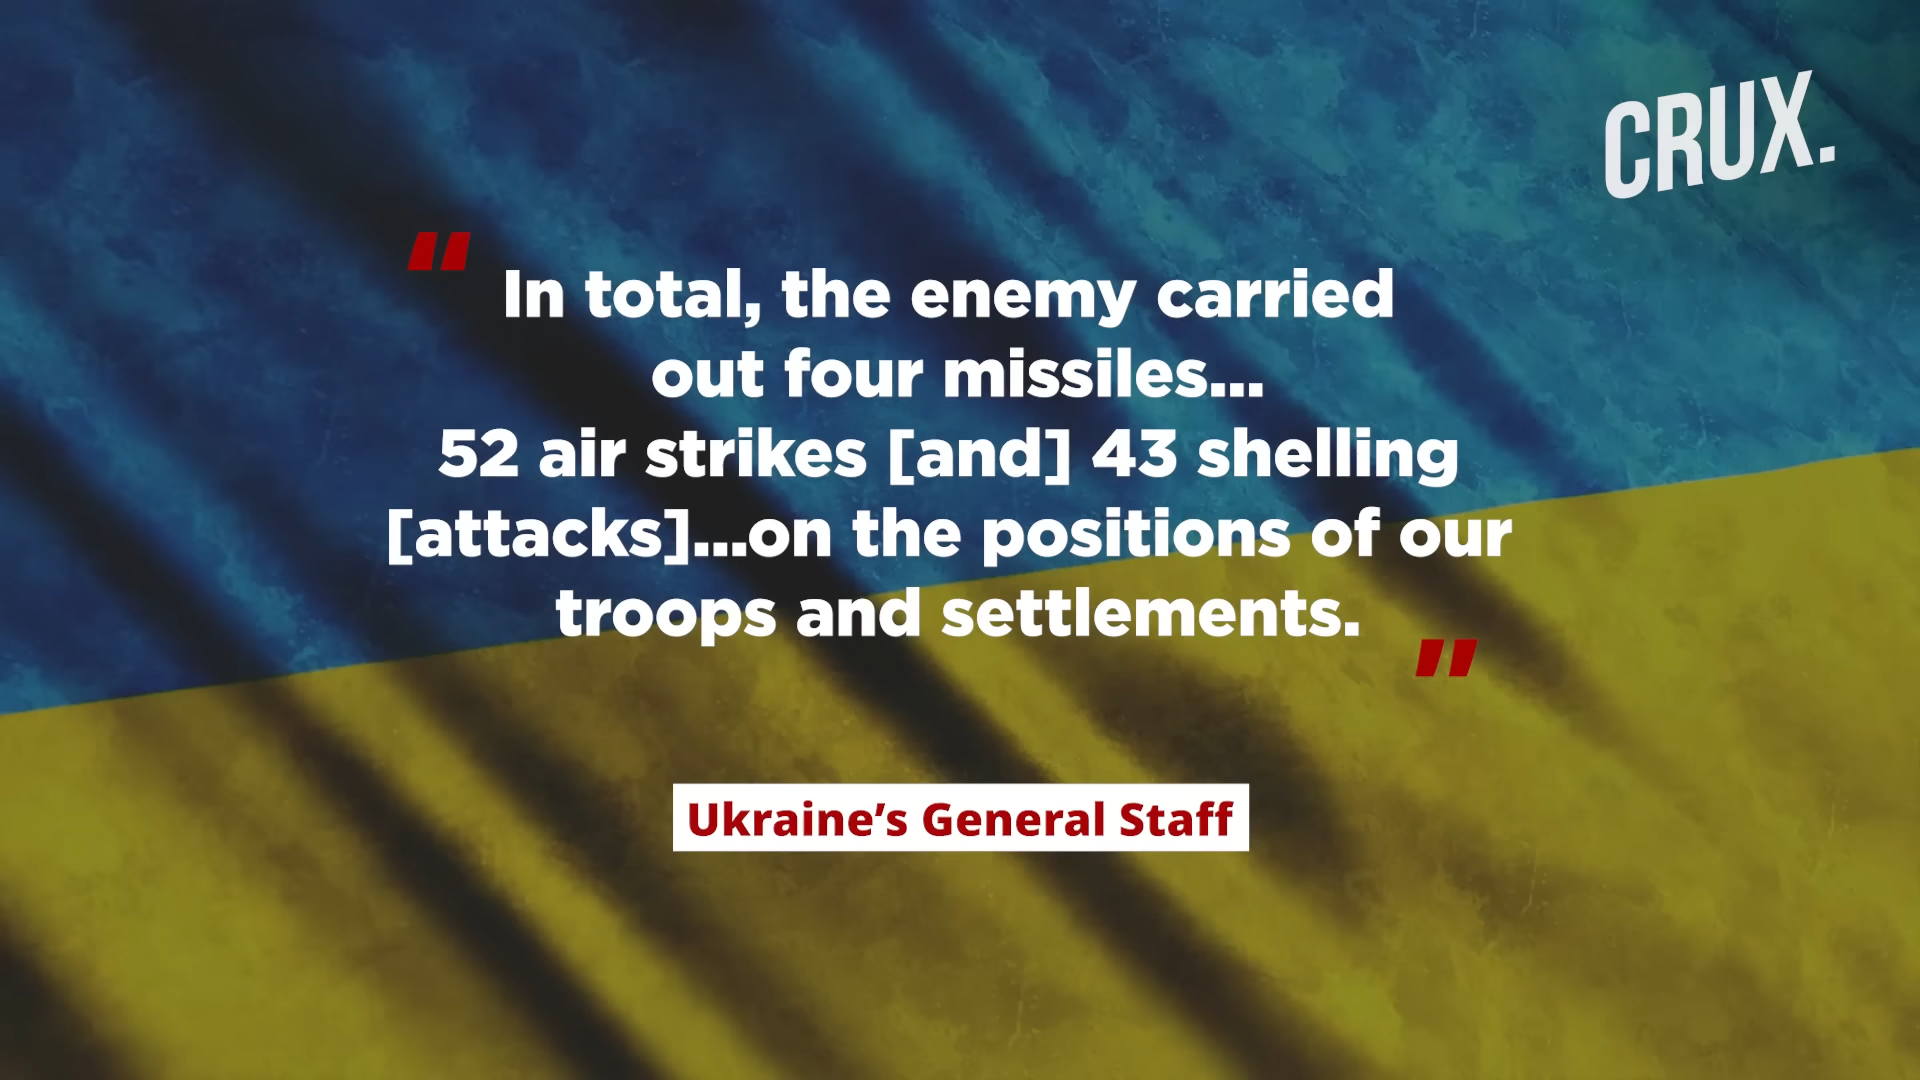 CRUX.
" In total, the enemy carried
out four missiles...
52 air strikes [and] 43 shelling
[attacks]...on the positions of our
troops and settlements. "
Ukraine’s General Staff